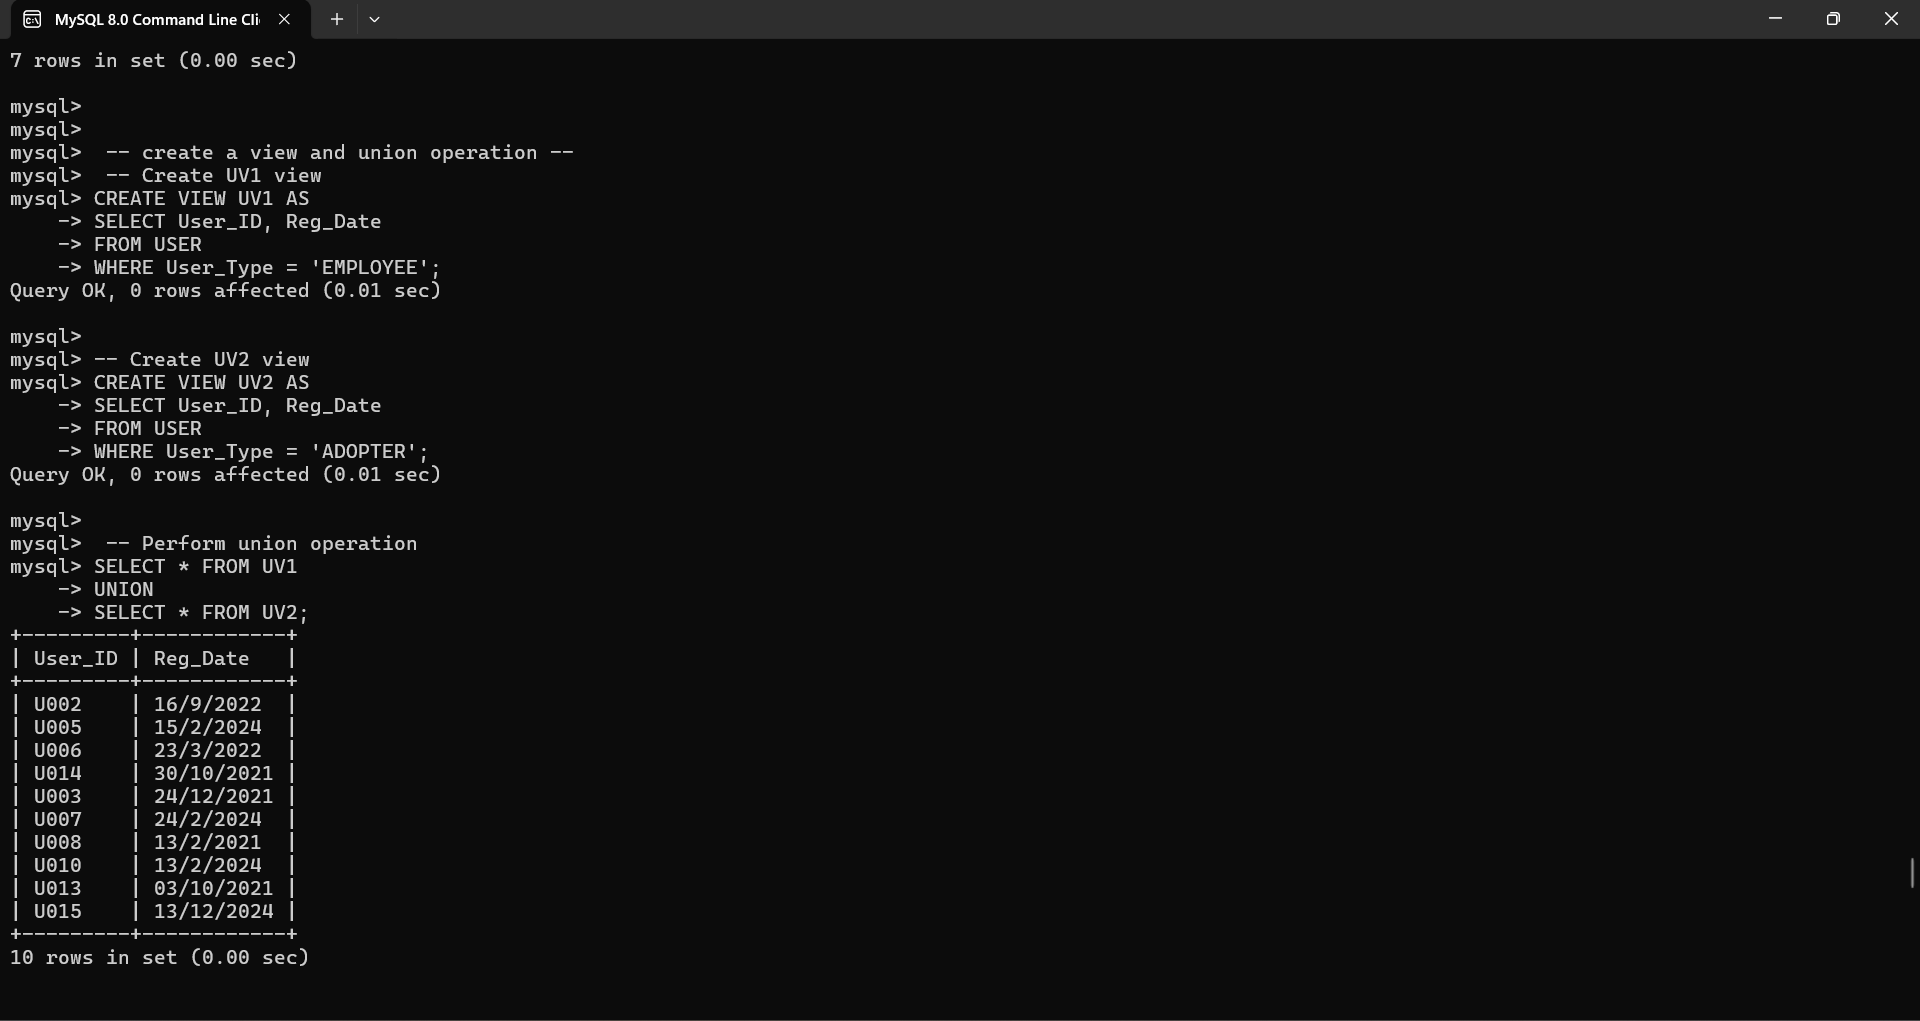 MySQL 8.0 Command Line Cli
7 rows in set (0.00 sec)
mysql>
mysql>
mysql>  -- create a view and union operation --
mysql>  -- Create UV1 view
mysql> CREATE VIEW UV1 AS
    -> SELECT User_ID, Reg_Date
    -> FROM USER
    -> WHERE User_Type = 'EMPLOYEE';
Query OK, 0 rows affected (0.01 sec)
mysql>
mysql> -- Create UV2 view
mysql> CREATE VIEW UV2 AS
    -> SELECT User_ID, Reg_Date
    -> FROM USER
    -> WHERE User_Type = 'ADOPTER';
Query OK, 0 rows affected (0.01 sec)
mysql>
mysql>  -- Perform union operation
mysql> SELECT * FROM UV1
    -> UNION
    -> SELECT * FROM UV2;
+---------+------------+
| User_ID | Reg_Date   |
+---------+------------+
| U002    | 16/9/2022  |
| U005    | 15/2/2024  |
| U006    | 23/3/2022  |
| U014    | 30/10/2021 |
| U003    | 24/12/2021 |
| U007    | 24/2/2024  |
| U008    | 13/2/2021  |
| U010    | 13/2/2024  |
| U013    | 03/10/2021 |
| U015    | 13/12/2024 |
+---------+------------+
10 rows in set (0.00 sec)